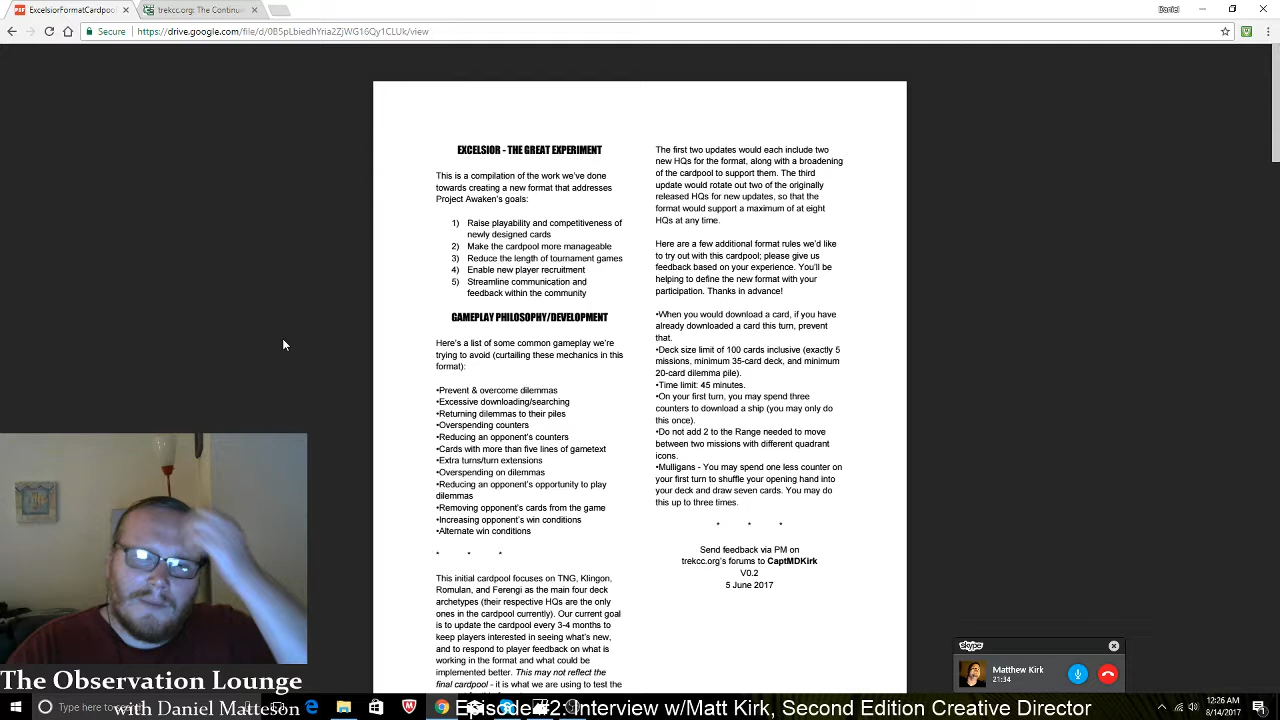 ExcelsiorFormatCardpool
trekcc.org: The Continuin
Daniel
Secure
https://drive.google.com/file/d/0B5pLbiedhYria2ZjWG16Qy1CLUk/view
EXCELSIOR - THE GREAT EXPERIMENT
This is a compilation of the work we've done
towards creating a new format that addresses
Project Awaken's goals:
1) Raise playability and competitiveness of
newly designed cards
2) Make the cardpool more manageable
3) Reduce the length of tournament games
4) Enable new player recruitment
5) Streamline communication and
feedback within the community
GAMEPLAY PHILOSOPHY/DEVELOPMENT
Here's a list of some common gameplay we're
trying to avoid (curtailing these mechanics in this
format):
•Prevent & overcome dilemmas
•Excessive downloading/searching
•Returning dilemmas to their piles
•Overspending counters
•Reducing an opponent's counters
•Cards with more than five lines of gametext
•Extra turns/turn extensions
•Overspending on dilemmas
•Reducing an opponent's opportunity to play
dilemmas
•Removing opponent's cards from the game
•Increasing opponent's win conditions
•Alternate win conditions
* * *
This initial cardpool focuses on TNG, Klingon,
Romulan, and Ferengi as the main four deck
archetypes (their respective HQs are the only
ones in the cardpool currently). Our current goal
is to update the cardpool every 3-4 months to
keep players interested in seeing what's new,
and to respond to player feedback on what is
working in the format and what could be
implemented better. This may not reflect the
final cardpool - it is what we are using to test the
The first two updates would each include two
new HQs for the format, along with a broadening
of the cardpool to support them. The third
update would rotate out two of the originally
released HQs for new updates, so that the
format would support a maximum of at eight
HQs at any time.
Here are a few additional format rules we'd like
to try out with this cardpool; please give us
feedback based on your experience. You'll be
helping to define the new format with your
participation. Thanks in advance!
•When you would download a card, if you have
already downloaded a card this turn, prevent
that.
•Deck size limit of 100 cards inclusive (exactly 5
missions, minimum 35-card deck, and minimum
20-card dilemma pile).
•Time limit: 45 minutes.
•On your first turn, you may spend three
counters to download a ship (you may only do
this once).
•Do not add 2 to the Range needed to move
between two missions with different quadrant
icons.
•Mulligans - You may spend one less counter on
your first turn to shuffle your opening hand into
your deck and draw seven cards. You may do
this up to three times.
* * *
Send feedback via PM on
trekcc.org's forums to CaptMDKirk
V0.2
5 June 2017
skype
Matthew Kirk
21:34
The Observation Lounge
with Daniel Matteson
Type here to
Interview w/Matt Kirk, Second Edition Creative Director
12:26 AM
8/14/2017